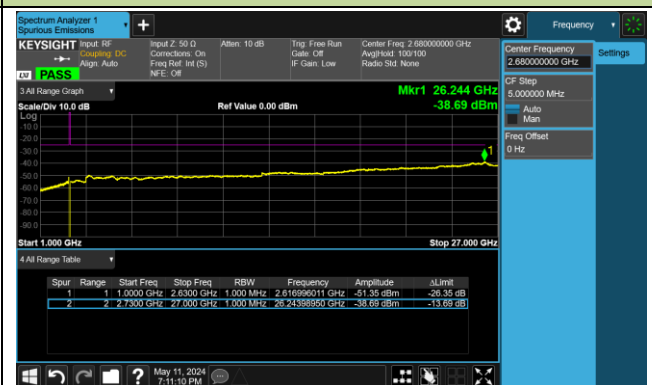 Spectrum Analyzer 1
Spurious Emissions
Frequency
KEYSIGHT Input: RF Input Z: 50 Ω Atten: 10 dB Trig: Free Run Center Freq: 2.680000000 GHz
Coupling: DC Corrections: On Gate: Off Avg|Hold: 100/100
Align: Auto Freq Ref: Int (S) IF Gain: Low Radio Std: None
NFE: Off
LXI PASS
Center Frequency
2.680000000 GHz
Settings
CF Step
5.000000 MHz
Auto
Man
Freq Offset
0 Hz
3 All Range Graph
Mkr1 26.244 GHz
Scale/Div 10.0 dB Ref Value 0.00 dBm -38.69 dBm
Log
-10.0
-20.0
-30.0
-40.0
-50.0
-60.0
-70.0
-80.0
-90.0
1
Start 1.000 GHz Stop 27.000 GHz
4 All Range Table
Spur Range Start Freq Stop Freq RBW Frequency Amplitude ΔLimit
1 1 1.0000 GHz 2.6300 GHz 1.000 MHz 2.616996011 GHz -51.35 dBm -26.35 dB
2 2 2.7300 GHz 27.000 GHz 1.000 MHz 26.24398950 GHz -38.69 dBm -13.69 dB
? May 11, 2024
7:11:10 PM